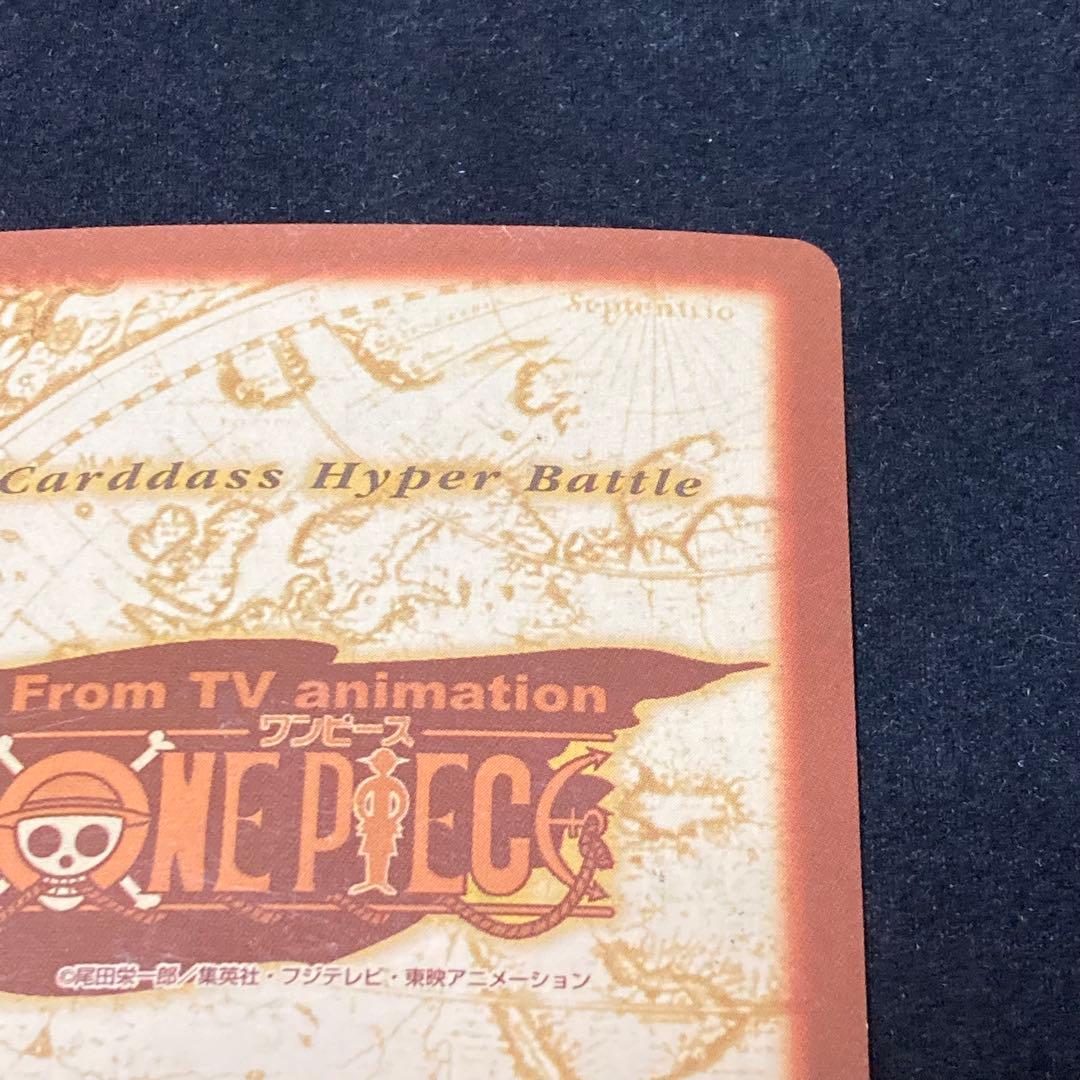 Septentrio
Carddass Hyper Battle
From TV animation
ワンピース
ONE PIECE
©尾田栄一郎／集英社・フジテレビ・東映アニメーション